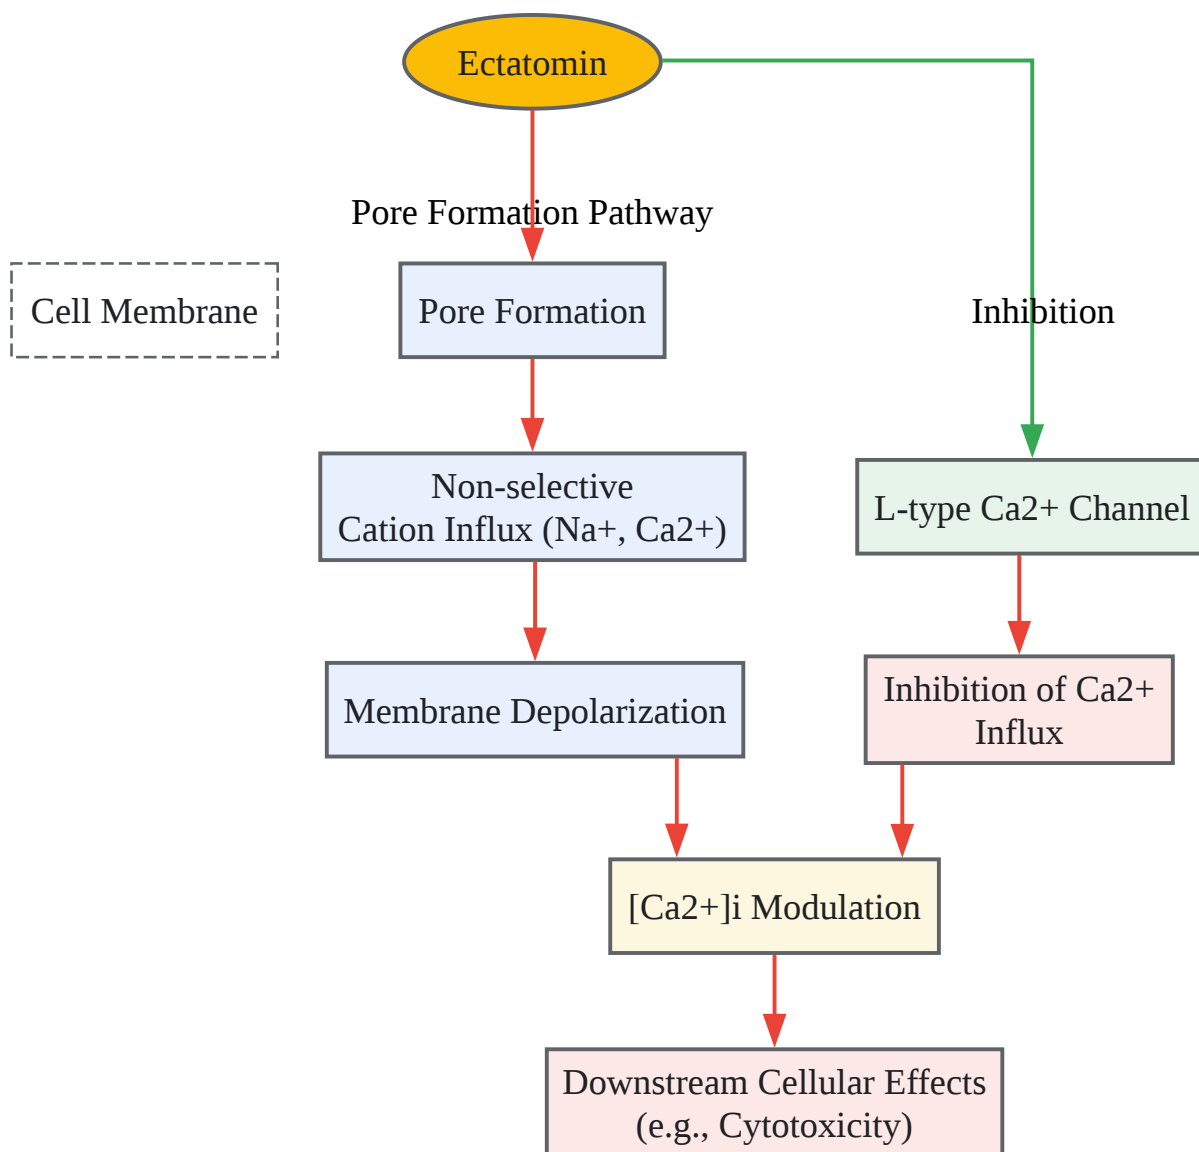 Ectatomin
Pore Formation Pathway
Cell Membrane
Pore Formation
Inhibition
Non-selective
Cation Influx (Na+, Ca2+)
L-type Ca2+ Channel
Membrane Depolarization
Inhibition of Ca2+
Influx
[Ca2+]i Modulation
Downstream Cellular Effects
(e.g., Cytotoxicity)